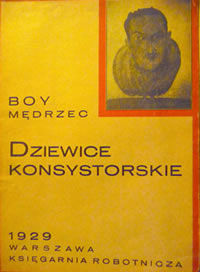 BOY
MĘDRZEC
DZIEWICE
KONSYSTORSKIE
1929
WARSZAWA
KSIĘGARNIA ROBOTNICZA